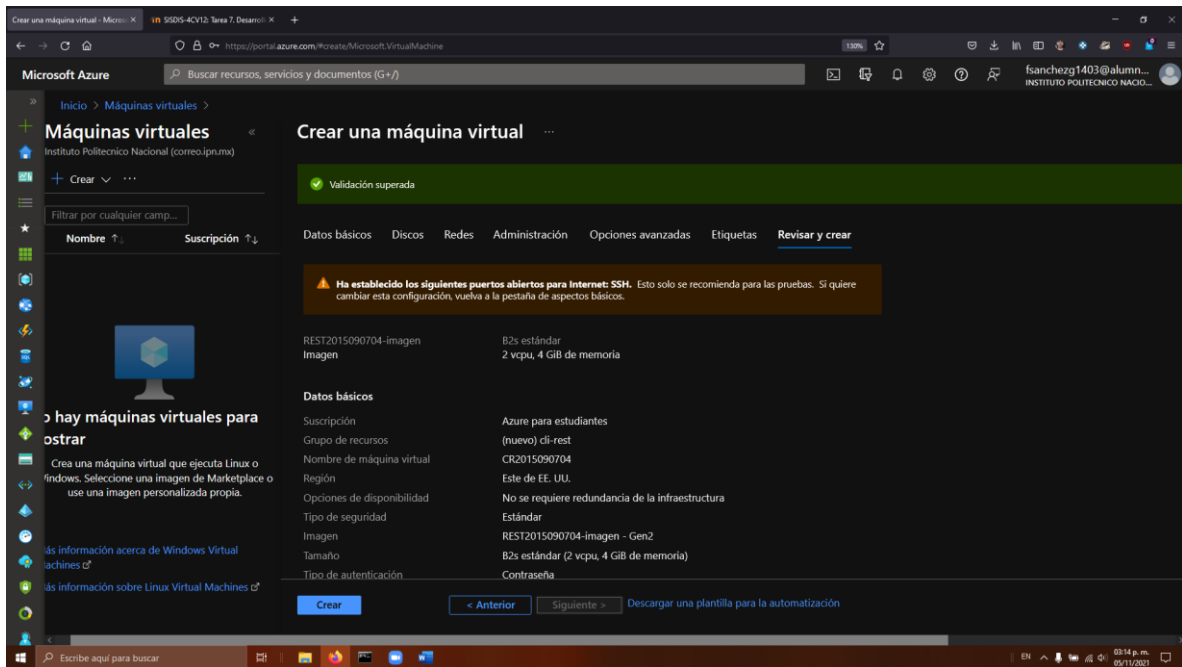 Crear una máquina virtual - Micros
SISDIS-4CV12: Tarea 7. Desarroll
https://portal.azure.com/#create/Microsoft.VirtualMachine
130%
Microsoft Azure
Buscar recursos, servicios y documentos (G+/)
fsanchezg1403@alumn...
INSTITUTO POLITECNICO NACIO...
Inicio > Máquinas virtuales >
Máquinas virtuales
Instituto Politecnico Nacional (correo.ipn.mx)
+ Crear
Filtrar por cualquier camp...
Nombre ↑↓ Suscripción ↑↓
o hay máquinas virtuales para
ostrar
Crea una máquina virtual que ejecuta Linux o
Windows. Seleccione una imagen de Marketplace o
use una imagen personalizada propia.
ás información acerca de Windows Virtual
achines
ás información sobre Linux Virtual Machines
Crear una máquina virtual ...
Validación superada
Datos básicos Discos Redes Administración Opciones avanzadas Etiquetas Revisar y crear
Ha establecido los siguientes puertos abiertos para Internet: SSH. Esto solo se recomienda para las pruebas. Si quiere
cambiar esta configuración, vuelva a la pestaña de aspectos básicos.
REST2015090704-imagen B2s estándar
Imagen 2 vcpu, 4 GiB de memoria
Datos básicos
Suscripción Azure para estudiantes
Grupo de recursos (nuevo) cli-rest
Nombre de máquina virtual CR2015090704
Región Este de EE. UU.
Opciones de disponibilidad No se requiere redundancia de la infraestructura
Tipo de seguridad Estándar
Imagen REST2015090704-imagen - Gen2
Tamaño B2s estándar (2 vcpu, 4 GiB de memoria)
Tipo de autenticación Contraseña
Crear < Anterior Siguiente > Descargar una plantilla para la automatización
Escribe aquí para buscar
EN
03:14 p. m.
05/11/2021